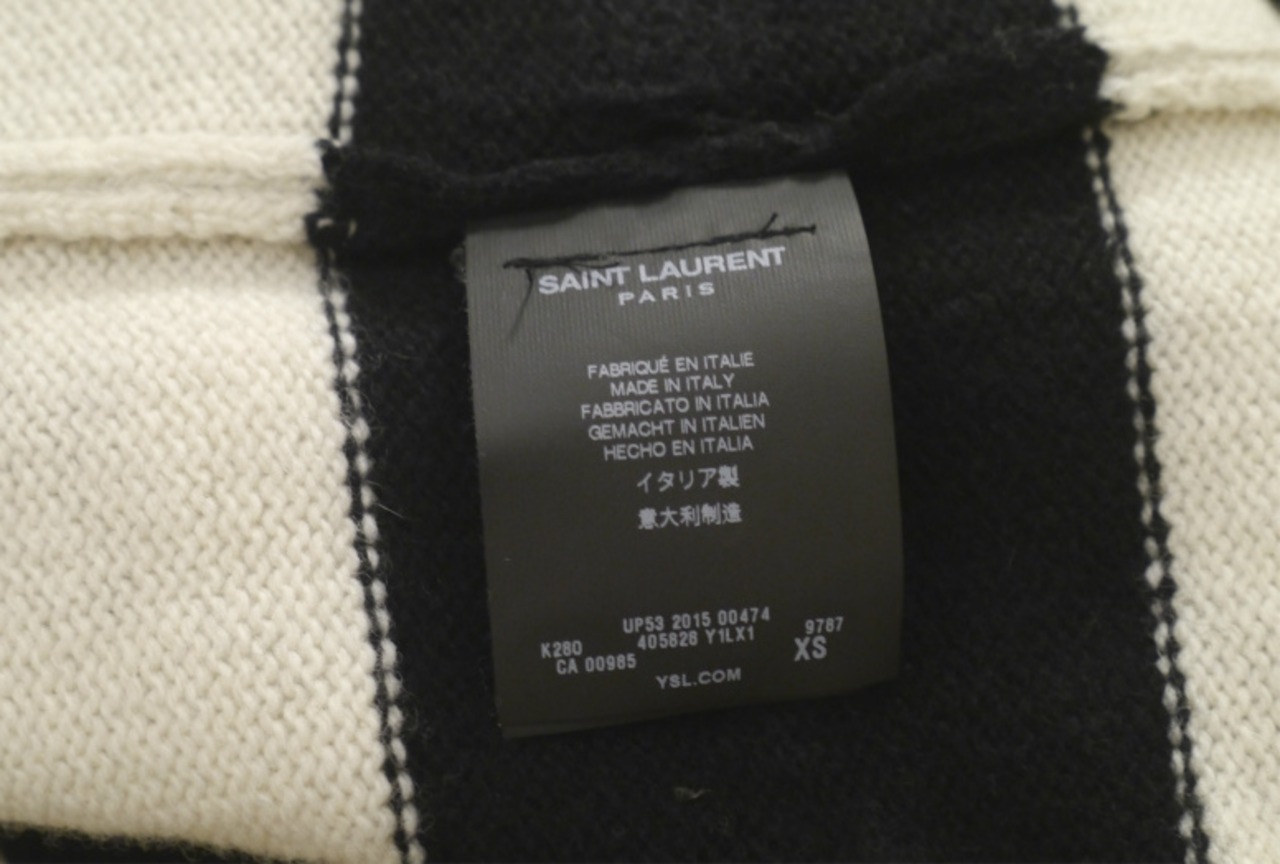 SAINT LAURENT
PARIS
FABRIQUÉ EN ITALIE
MADE IN ITALY
FABBRICATO IN ITALIA
GEMACHT IN ITALIEN
HECHO EN ITALIA
イタリア製
意大利制造
UP53 2015 00474
K280 405828 Y1LX1 9787
CA 00985 XS
YSL.COM